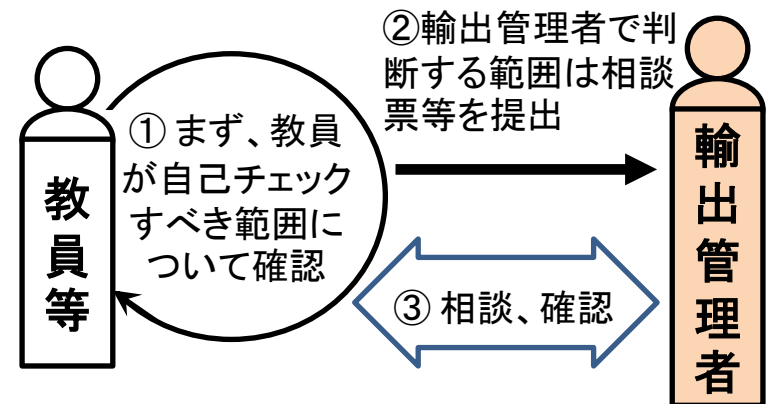 ②輸出管理者で判
断する範囲は相談
票等を提出
① まず、教員
が自己チェック
すべき範囲に
ついて確認
教員等
③ 相談、確認
輸出管理者